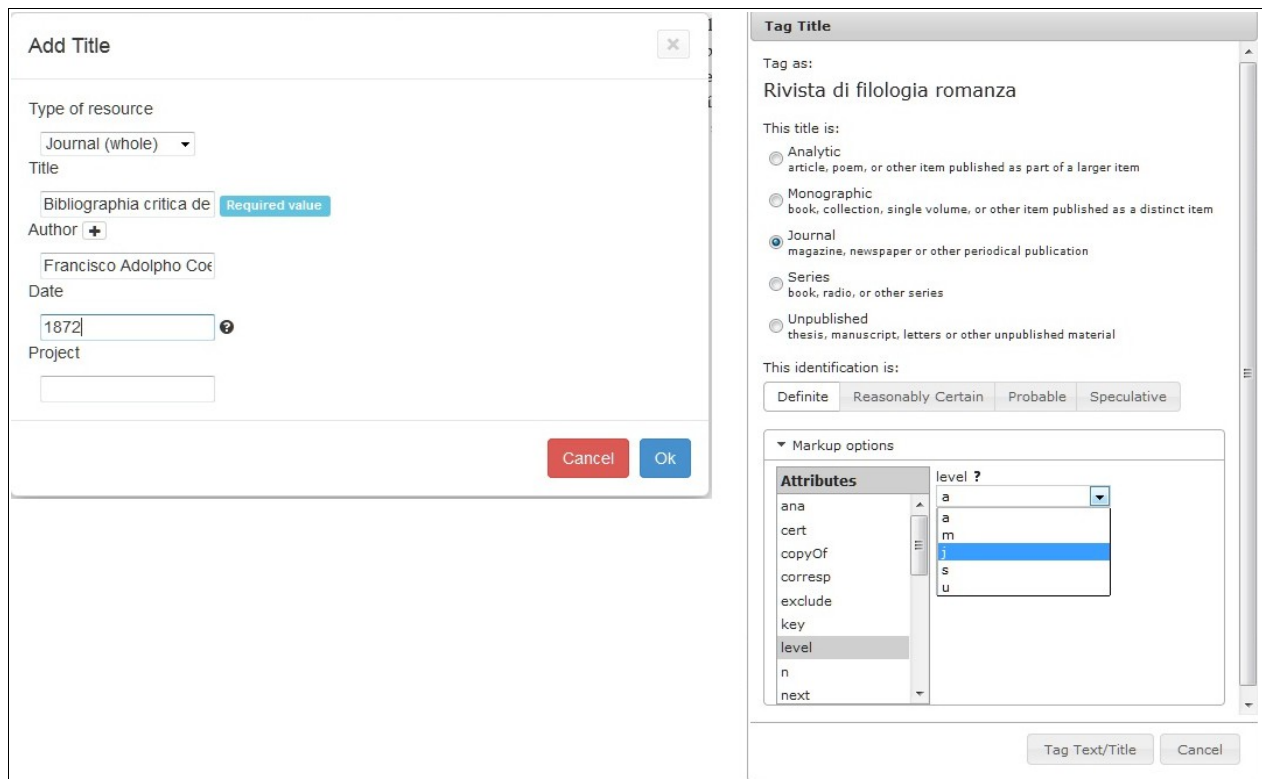 Add Title
×
Type of resource
Journal (whole)
Title
Bibliographia critica de
Required value
Author
Francisco Adolpho Coe
Date
1872
Project
Cancel
Ok
Tag Title
Tag as:
Rivista di filologia romanza
This title is:
Analytic
article, poem, or other item published as part of a larger item
Monographic
book, collection, single volume, or other item published as a distinct item
Journal
magazine, newspaper or other periodical publication
Series
book, radio, or other series
Unpublished
thesis, manuscript, letters or other unpublished material
This identification is:
Definite Reasonably Certain Probable Speculative
Markup options
Attributes
ana
cert
copyOf
corresp
exclude
key
level
n
next
level ?
a
a
m
j
s
u
Tag Text/Title Cancel